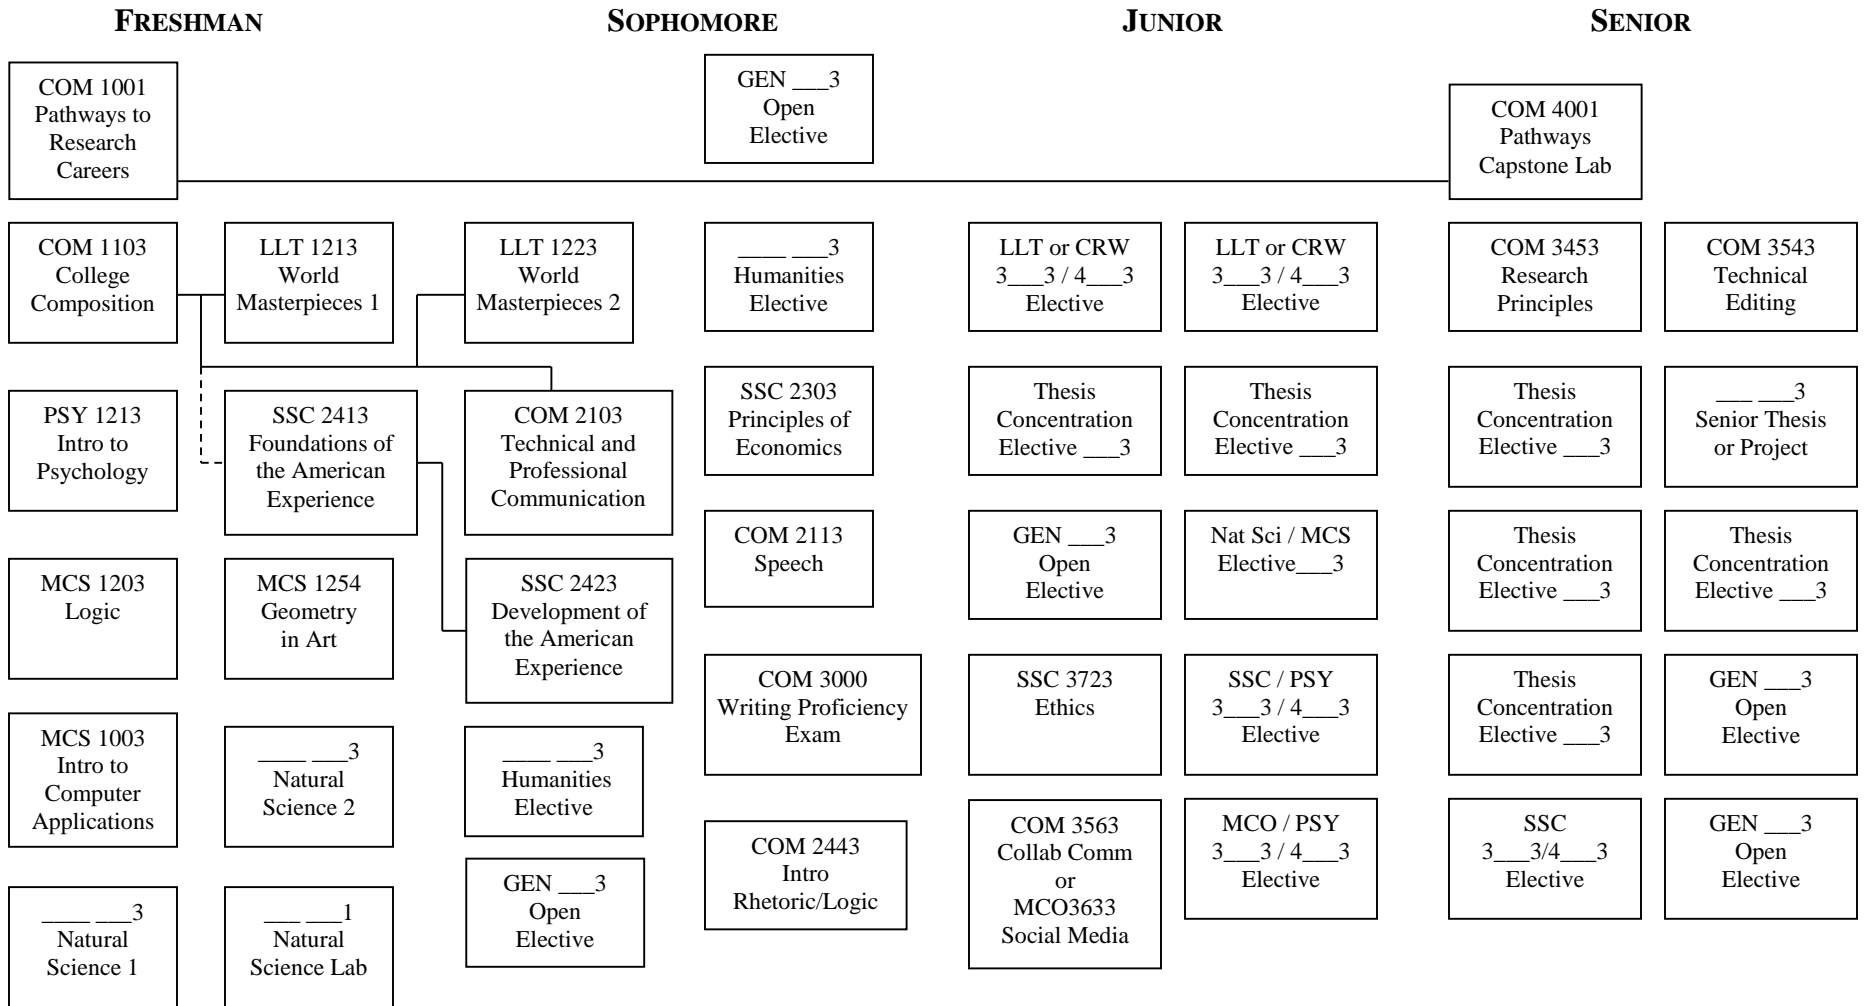 FRESHMAN
SOPHOMORE
JUNIOR
SENIOR
COM 1001
Pathways to
Research
Careers
GEN ___3
Open
Elective
COM 4001
Pathways
Capstone Lab
COM 1103
College
Composition
LLT 1213
World
Masterpieces 1
LLT 1223
World
Masterpieces 2
____ ___3
Humanities
Elective
LLT or CRW
3___3 / 4___3
Elective
LLT or CRW
3___3 / 4___3
Elective
COM 3453
Research
Principles
COM 3543
Technical
Editing
PSY 1213
Intro to
Psychology
SSC 2413
Foundations of
the American
Experience
COM 2103
Technical and
Professional
Communication
SSC 2303
Principles of
Economics
Thesis
Concentration
Elective ___3
Thesis
Concentration
Elective ___3
Thesis
Concentration
Elective ___3
___ ___3
Senior Thesis
or Project
MCS 1203
Logic
MCS 1254
Geometry
in Art
SSC 2423
Development of
the American
Experience
COM 2113
Speech
GEN ___3
Open
Elective
Nat Sci / MCS
Elective___3
Thesis
Concentration
Elective ___3
Thesis
Concentration
Elective ___3
MCS 1003
Intro to
Computer
Applications
____ ___3
Natural
Science 2
____ ___3
Humanities
Elective
COM 3000
Writing Proficiency
Exam
SSC 3723
Ethics
SSC / PSY
3___3 / 4___3
Elective
Thesis
Concentration
Elective ___3
GEN ___3
Open
Elective
____ ___3
Natural
Science 1
___ ___1
Natural
Science Lab
GEN ___3
Open
Elective
COM 2443
Intro
Rhetoric/Logic
COM 3563
Collab Comm
or
MCO3633
Social Media
MCO / PSY
3___3 / 4___3
Elective
SSC
3___3/4___3
Elective
GEN ___3
Open
Elective